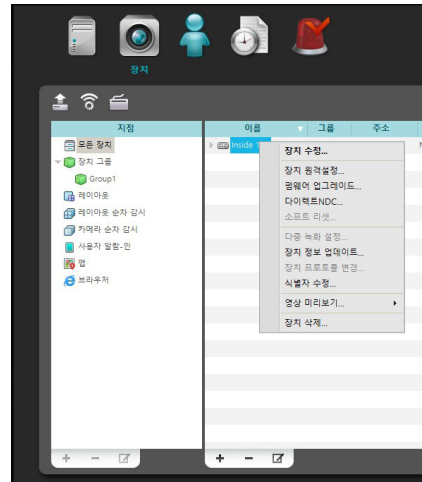 장치
지점
이름
그룹
주소
모든 장치
장치 그룹
Group1
레이아웃
레이아웃 순차 감시
카메라 순차 감시
사용자 알람-인
맵
브라우저
Inside 1
장치 수정...
장치 원격설정...
펌웨어 업그레이드...
다이렉트NDC...
소프트 리셋...
다중 녹화 설정...
장치 정보 업데이트...
장치 프로토콜 변경...
식별자 수정...
영상 미리보기...
장치 삭제...